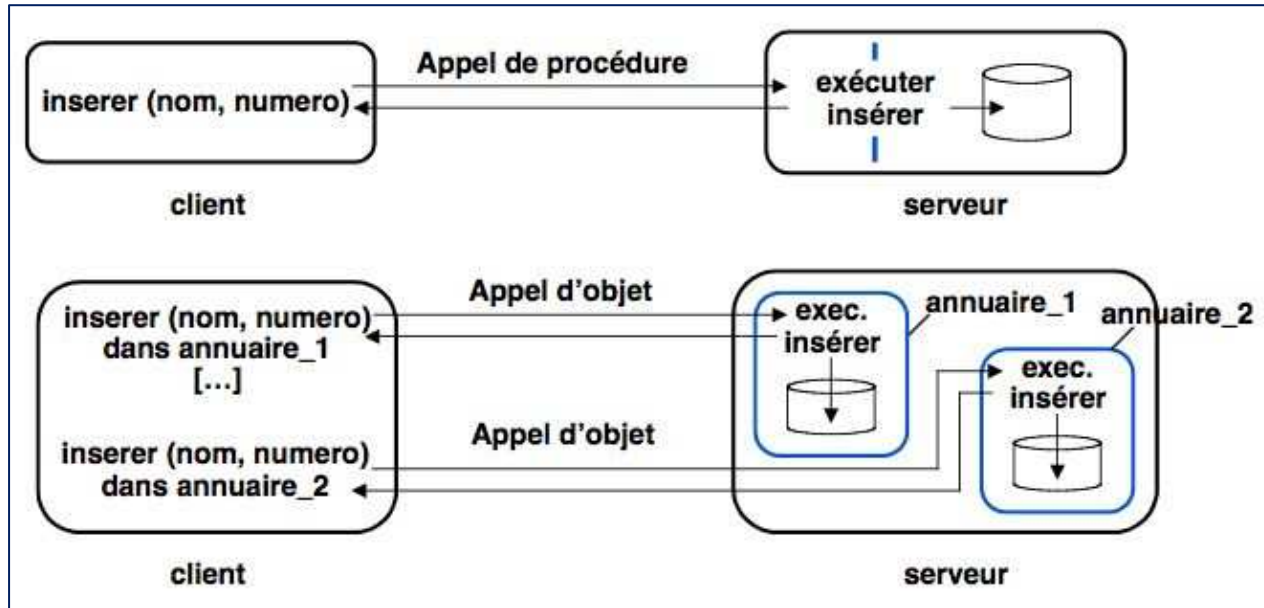 Appel de procédure
inserer (nom, numero)
exécuter
insérer
client
serveur
Appel d'objet
inserer (nom, numero)
dans annuaire_1
[...]
exec.
insérer
annuaire_1
annuaire_2
exec.
insérer
Appel d'objet
inserer (nom, numero)
dans annuaire_2
client
serveur